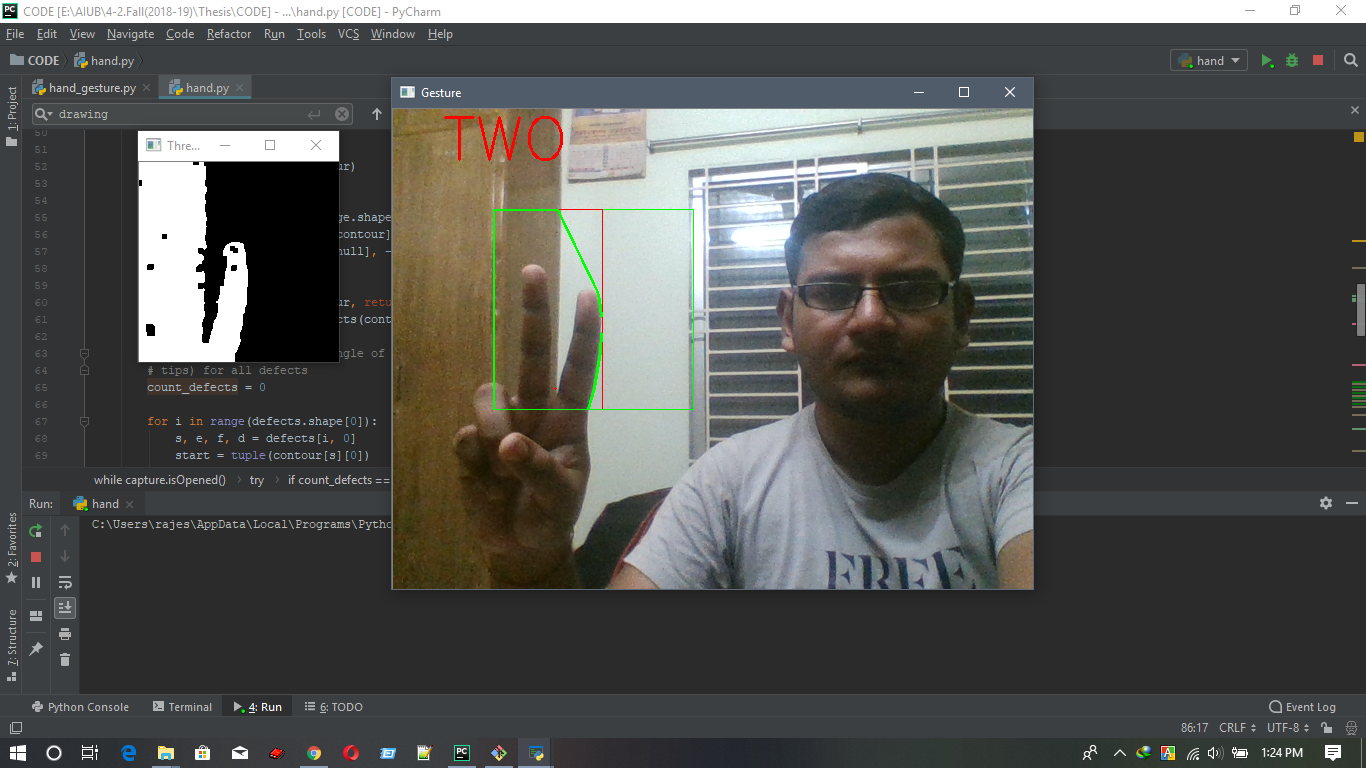 CODE [E:\AIUB\4-2.Fall(2018-19)\Thesis\CODE] - ...\hand.py [CODE] - PyCharm
File Edit View Navigate Code Refactor Run Tools VCS Window Help
CODE hand.py
hand
1: Project
hand_gesture.py
hand.py
drawing
Thre...
Gesture
TWO
FREE
50
51
52 ur)
53
54
55 ge.shape
56 contour]
57 null], -
58
59
60 ur, retu
61 ects(cont
62
63 ngle of
64 # tips) for all defects
65 count_defects = 0
66
67 for i in range(defects.shape[0]):
68 s, e, f, d = defects[i, 0]
69 start = tuple(contour[s][0])
while capture.isOpened() try if count_defects ==
Run: hand
C:\Users\rajes\AppData\Local\Programs\Pytho
2: Favorites
7: Structure
Python Console Terminal 4: Run 6: TODO Event Log
86:17 CRLF UTF-8
1:24 PM